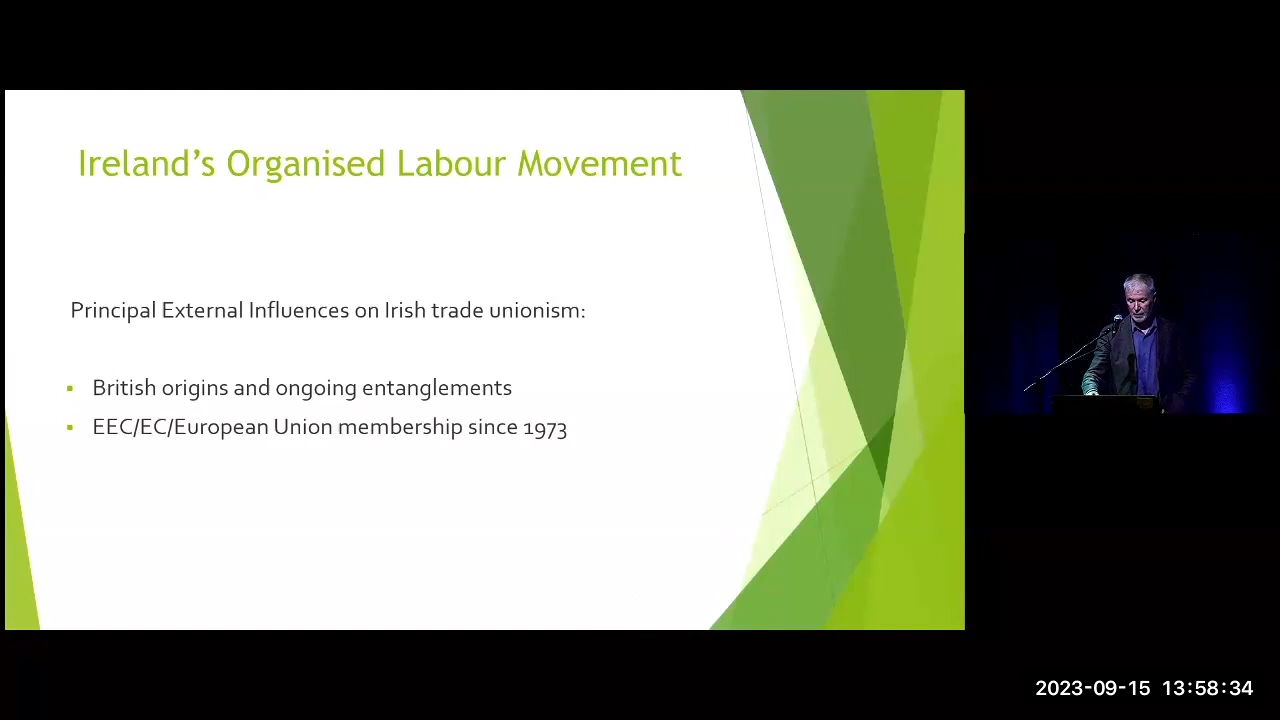 Ireland’s Organised Labour Movement
Principal External Influences on Irish trade unionism:
▪ British origins and ongoing entanglements
▪ EEC/EC/European Union membership since 1973
2023-09-15 13:58:34